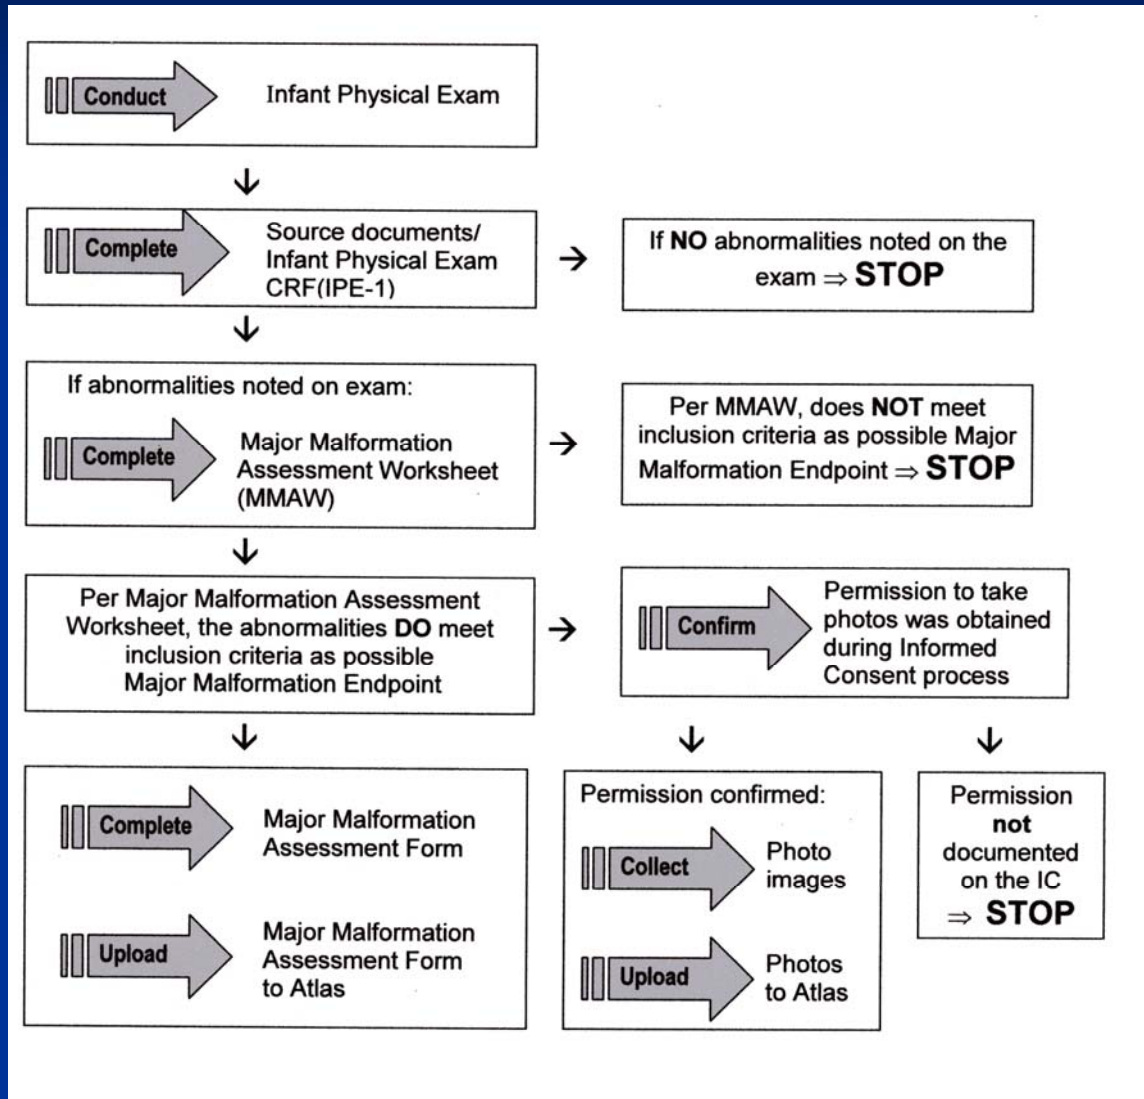 Conduct
Infant Physical Exam
↓
Complete
Source documents/
Infant Physical Exam
CRF(IPE-1)
→
If NO abnormalities noted on the
exam ⇒ STOP
↓
If abnormalities noted on exam:
Complete
Major Malformation
Assessment Worksheet
(MMAW)
→
Per MMAW, does NOT meet
inclusion criteria as possible Major
Malformation Endpoint ⇒ STOP
↓
Per Major Malformation Assessment
Worksheet, the abnormalities DO meet
inclusion criteria as possible
Major Malformation Endpoint
→
Confirm
Permission to take
photos was obtained
during Informed
Consent process
↓
↓
↓
Complete
Major Malformation
Assessment Form
Upload
Major Malformation
Assessment Form
to Atlas
Permission confirmed:
Collect
Photo
images
Upload
Photos
to Atlas
Permission
not
documented
on the IC
⇒ STOP